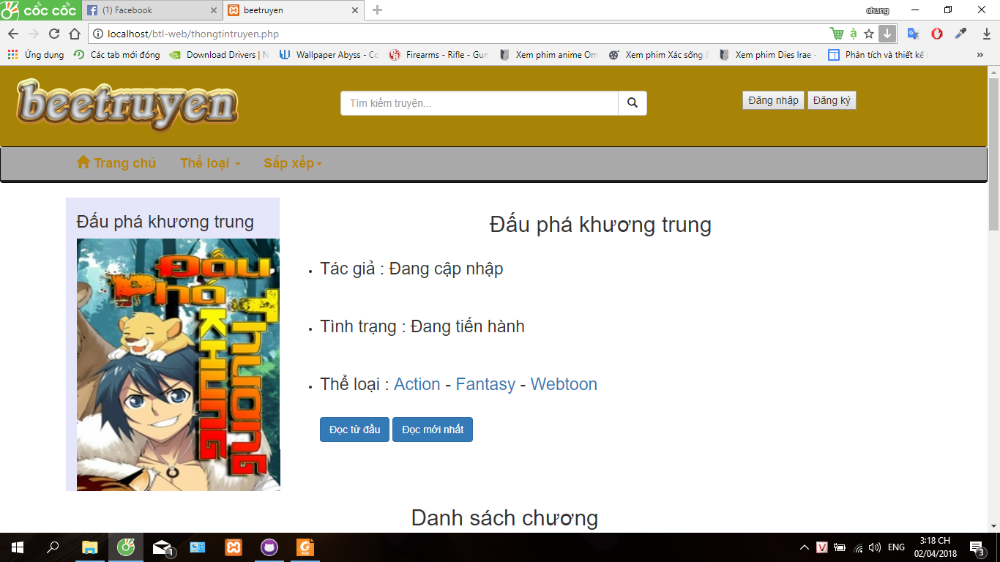 cốc cốc
(1) Facebook
beetruyen
chung
localhost/btl-web/thongtintruyen.php
Ứng dụng
Các tab mới đóng
Download Drivers | N
Wallpaper Abyss - Co
Firearms - Rifle - Gun
Xem phim anime Om
Xem phim Xác sống &
Xem phim Dies Irae -
Phân tích và thiết kế
beetruyen
Tìm kiếm truyện...
Đăng nhập
Đăng ký
Trang chủ
Thể loại
Sắp xếp
Đấu phá khương trung
Đấu Phá
Khung Thương
Đấu phá khương trung
Tác giả : Đang cập nhập
Tình trạng : Đang tiến hành
Thể loại : Action - Fantasy - Webtoon
Đọc từ đầu
Đọc mới nhất
Danh sách chương
1
PDF
V
ENG
3:18 CH
02/04/2018
3